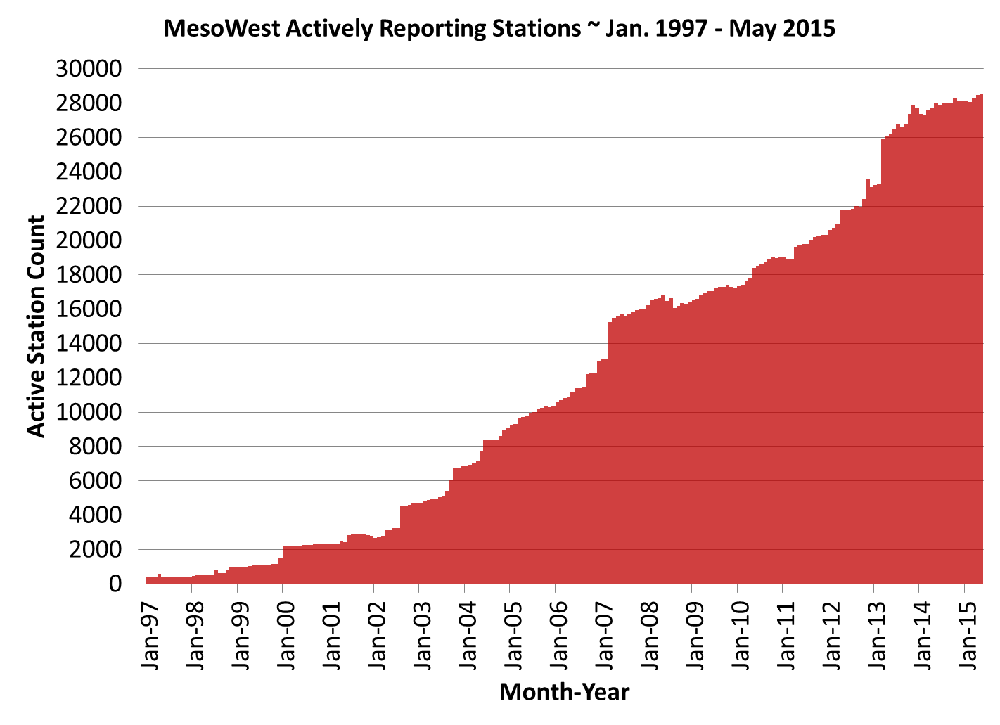 MesoWest Actively Reporting Stations ~ Jan. 1997 - May 2015
30000
28000
26000
24000
22000
20000
18000
16000
14000
12000
10000
8000
6000
4000
2000
0
Active Station Count
Jan-97
Jan-98
Jan-99
Jan-00
Jan-01
Jan-02
Jan-03
Jan-04
Jan-05
Jan-06
Jan-07
Jan-08
Jan-09
Jan-10
Jan-11
Jan-12
Jan-13
Jan-14
Jan-15
Month-Year